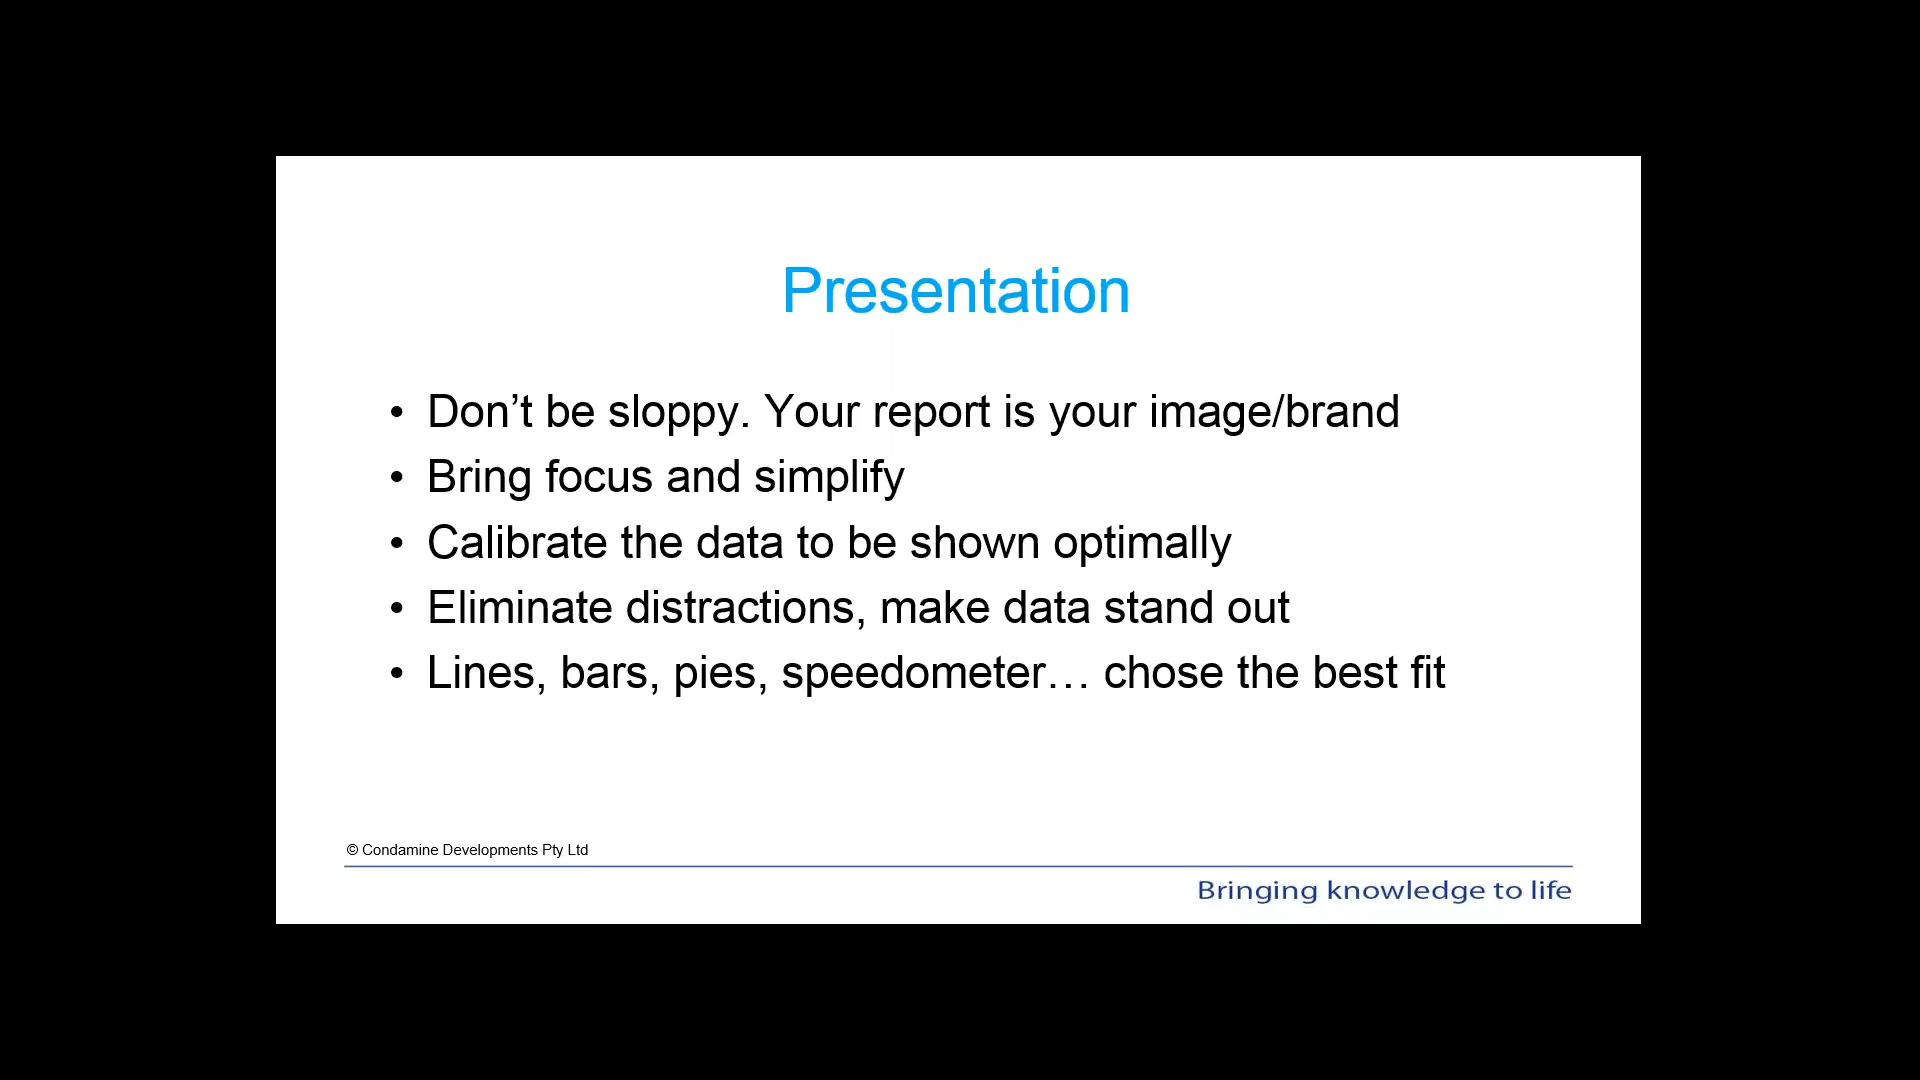 Presentation
• Don’t be sloppy. Your report is your image/brand
• Bring focus and simplify
• Calibrate the data to be shown optimally
• Eliminate distractions, make data stand out
• Lines, bars, pies, speedometer… chose the best fit
© Condamine Developments Pty Ltd
Bringing knowledge to life